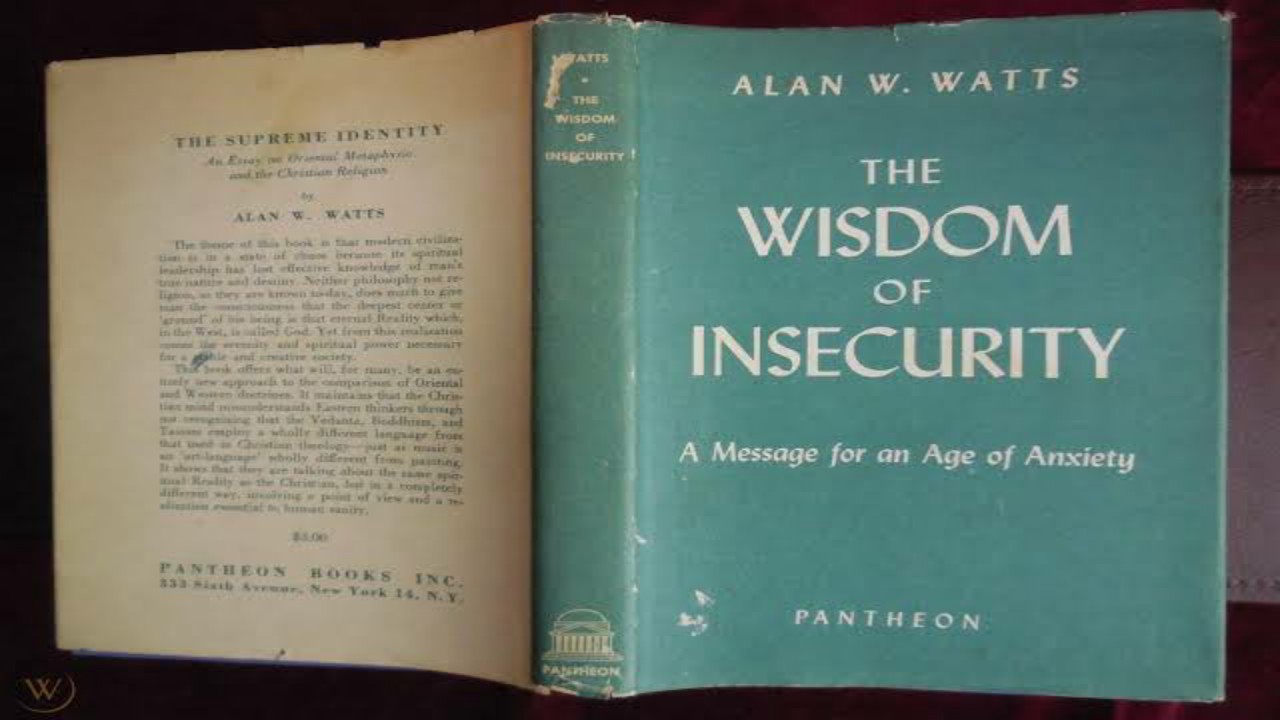 THE SUPREME IDENTITY
An Essay on Oriental Metaphysic
and the Christian Religion
by
ALAN W. WATTS
The theme of this book is that modern civiliza-
tion is in a state of chaos because its spiritual
leadership has lost effective knowledge of man's
true nature and destiny. Neither philosophy nor re-
ligion, as they are known to-day, does much to give
man the consciousness that the deepest center or
'ground' of his being is that eternal Reality which,
in the West, is called God. Yet from this realization
comes the serenity and spiritual power necessary
for a stable and creative society.
This book offers what will, for many, be an en-
tirely new approach to the comparison of Oriental
and Western doctrines. It maintains that the Chris-
tian mind misunderstands Eastern thinkers through
not recognizing that the Vedanta, Buddhism, and
Taoism employ a wholly different language from
that used in Christian theology—just as music is
an 'art-language' wholly different from painting.
It shows that they are talking about the same spir-
itual Reality as the Christian, but in a completely
different way, involving a point of view and a re-
alization essential to human sanity.
PANTHEON BOOKS INC.
333 Sixth Avenue, New York 14, N.Y.
WATTS
THE
WISDOM
OF
INSECURITY
PANTHEON
ALAN W. WATTS
THE
WISDOM
OF
INSECURITY
A Message for an Age of Anxiety
PANTHEON
W